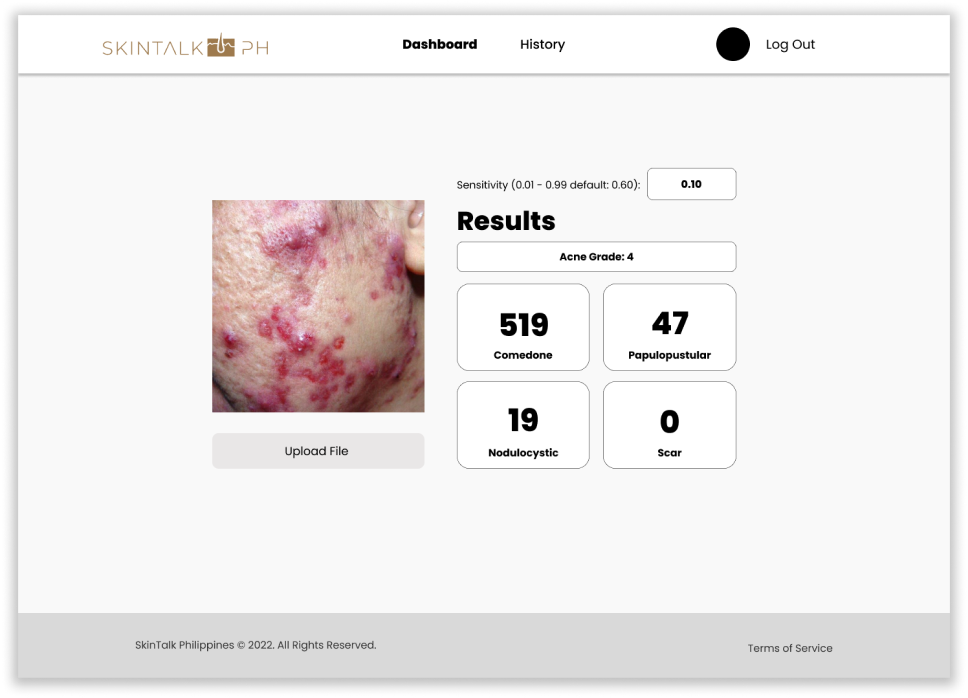 SKINTALK PH
Dashboard
History
Log Out
Sensitivity (0.01 - 0.99 default: 0.60):
0.10
Results
Acne Grade: 4
519
Comedone
47
Papulopustular
19
Nodulocystic
0
Scar
Upload File
SkinTalk Philippines © 2022. All Rights Reserved.
Terms of Service